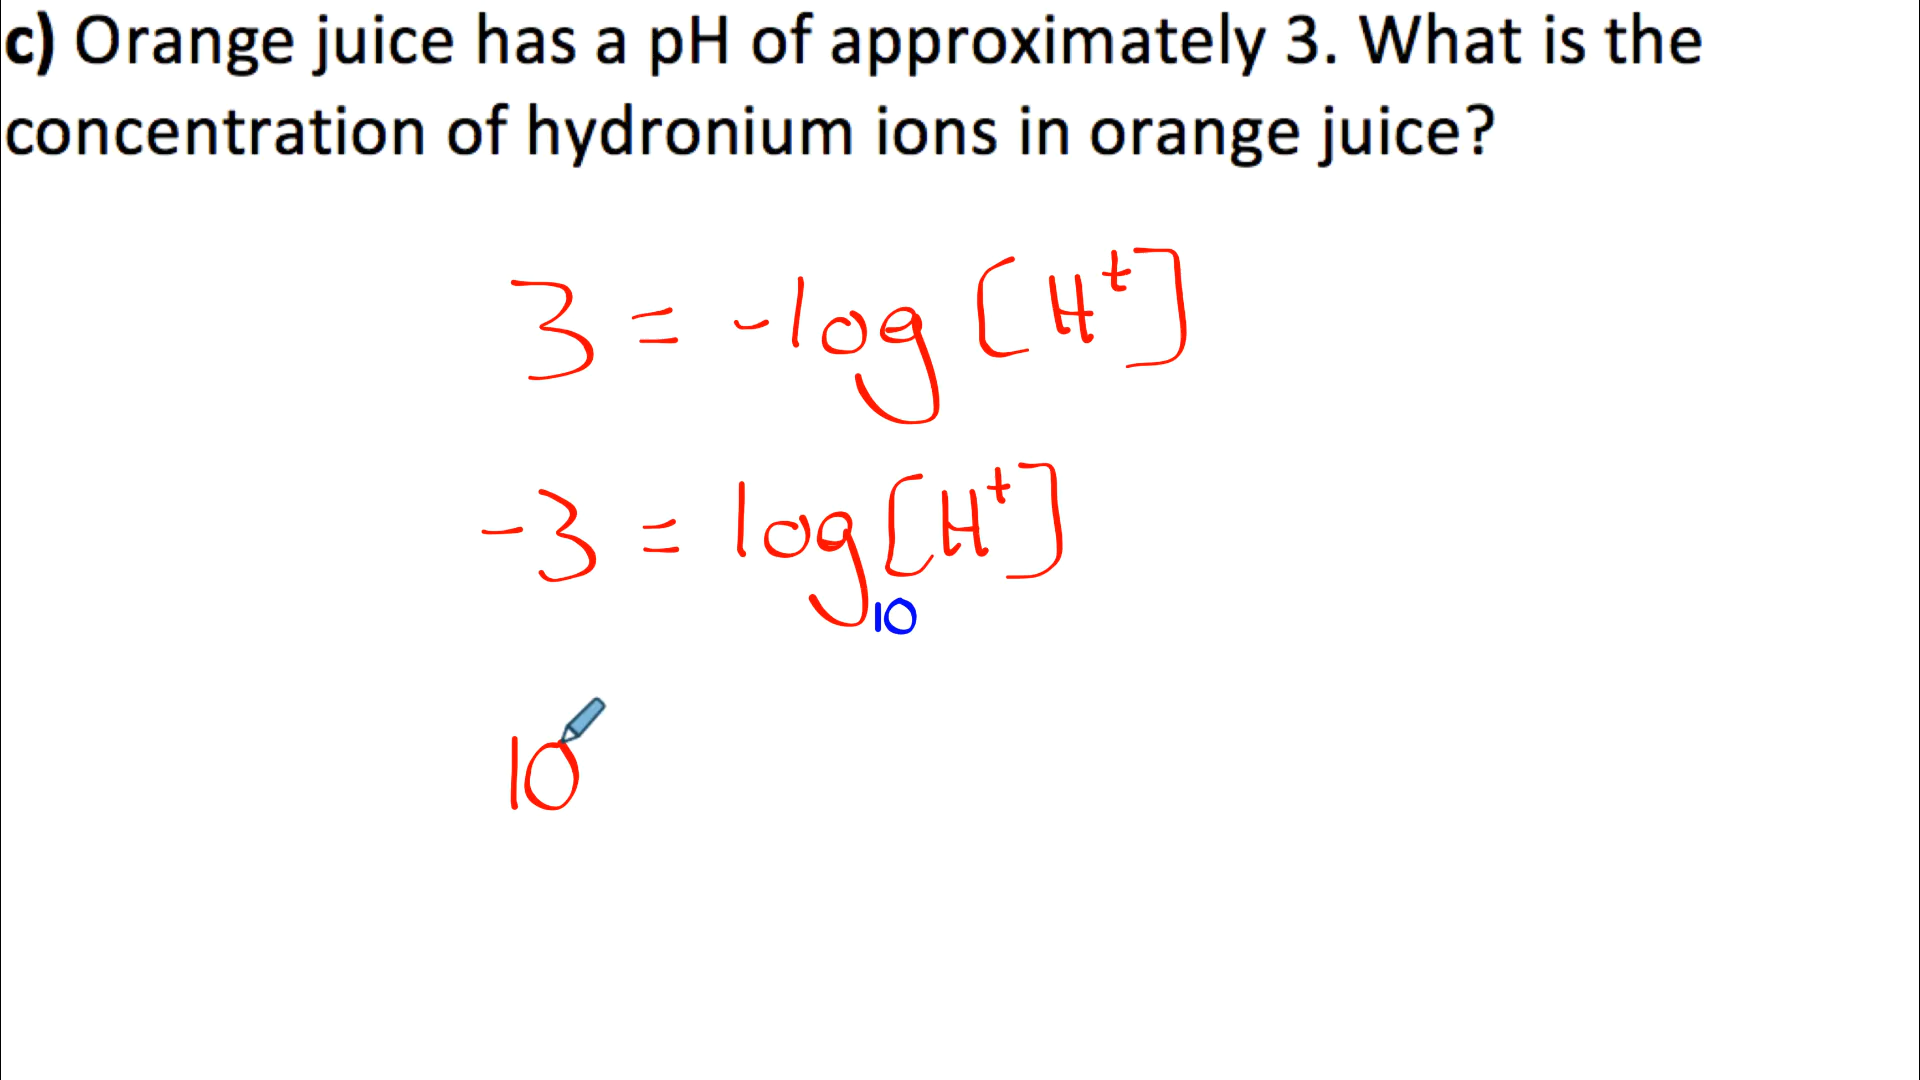 c) Orange juice has a pH of approximately 3. What is the
concentration of hydronium ions in orange juice?
3 = -log [H⁺]
-3 = log₁₀[H⁺]
10